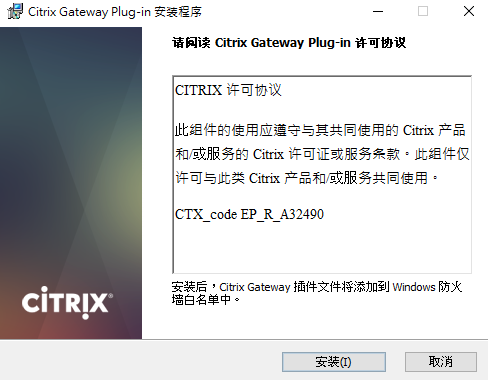 Citrix Gateway Plug-in 安裝程序
请阅读 Citrix Gateway Plug-in 许可协议
CITRIX 许可协议
此组件的使用应遵守与其共同使用的 Citrix 产品
和/或服务的 Citrix 许可证或服务条款。此组件仅
许可与此类 Citrix 产品和/或服务共同使用。
CTX_code EP_R_A32490
CITRIX®
安装后，Citrix Gateway 插件文件将添加到 Windows 防火
墙白名单中。
安装(I)
取消